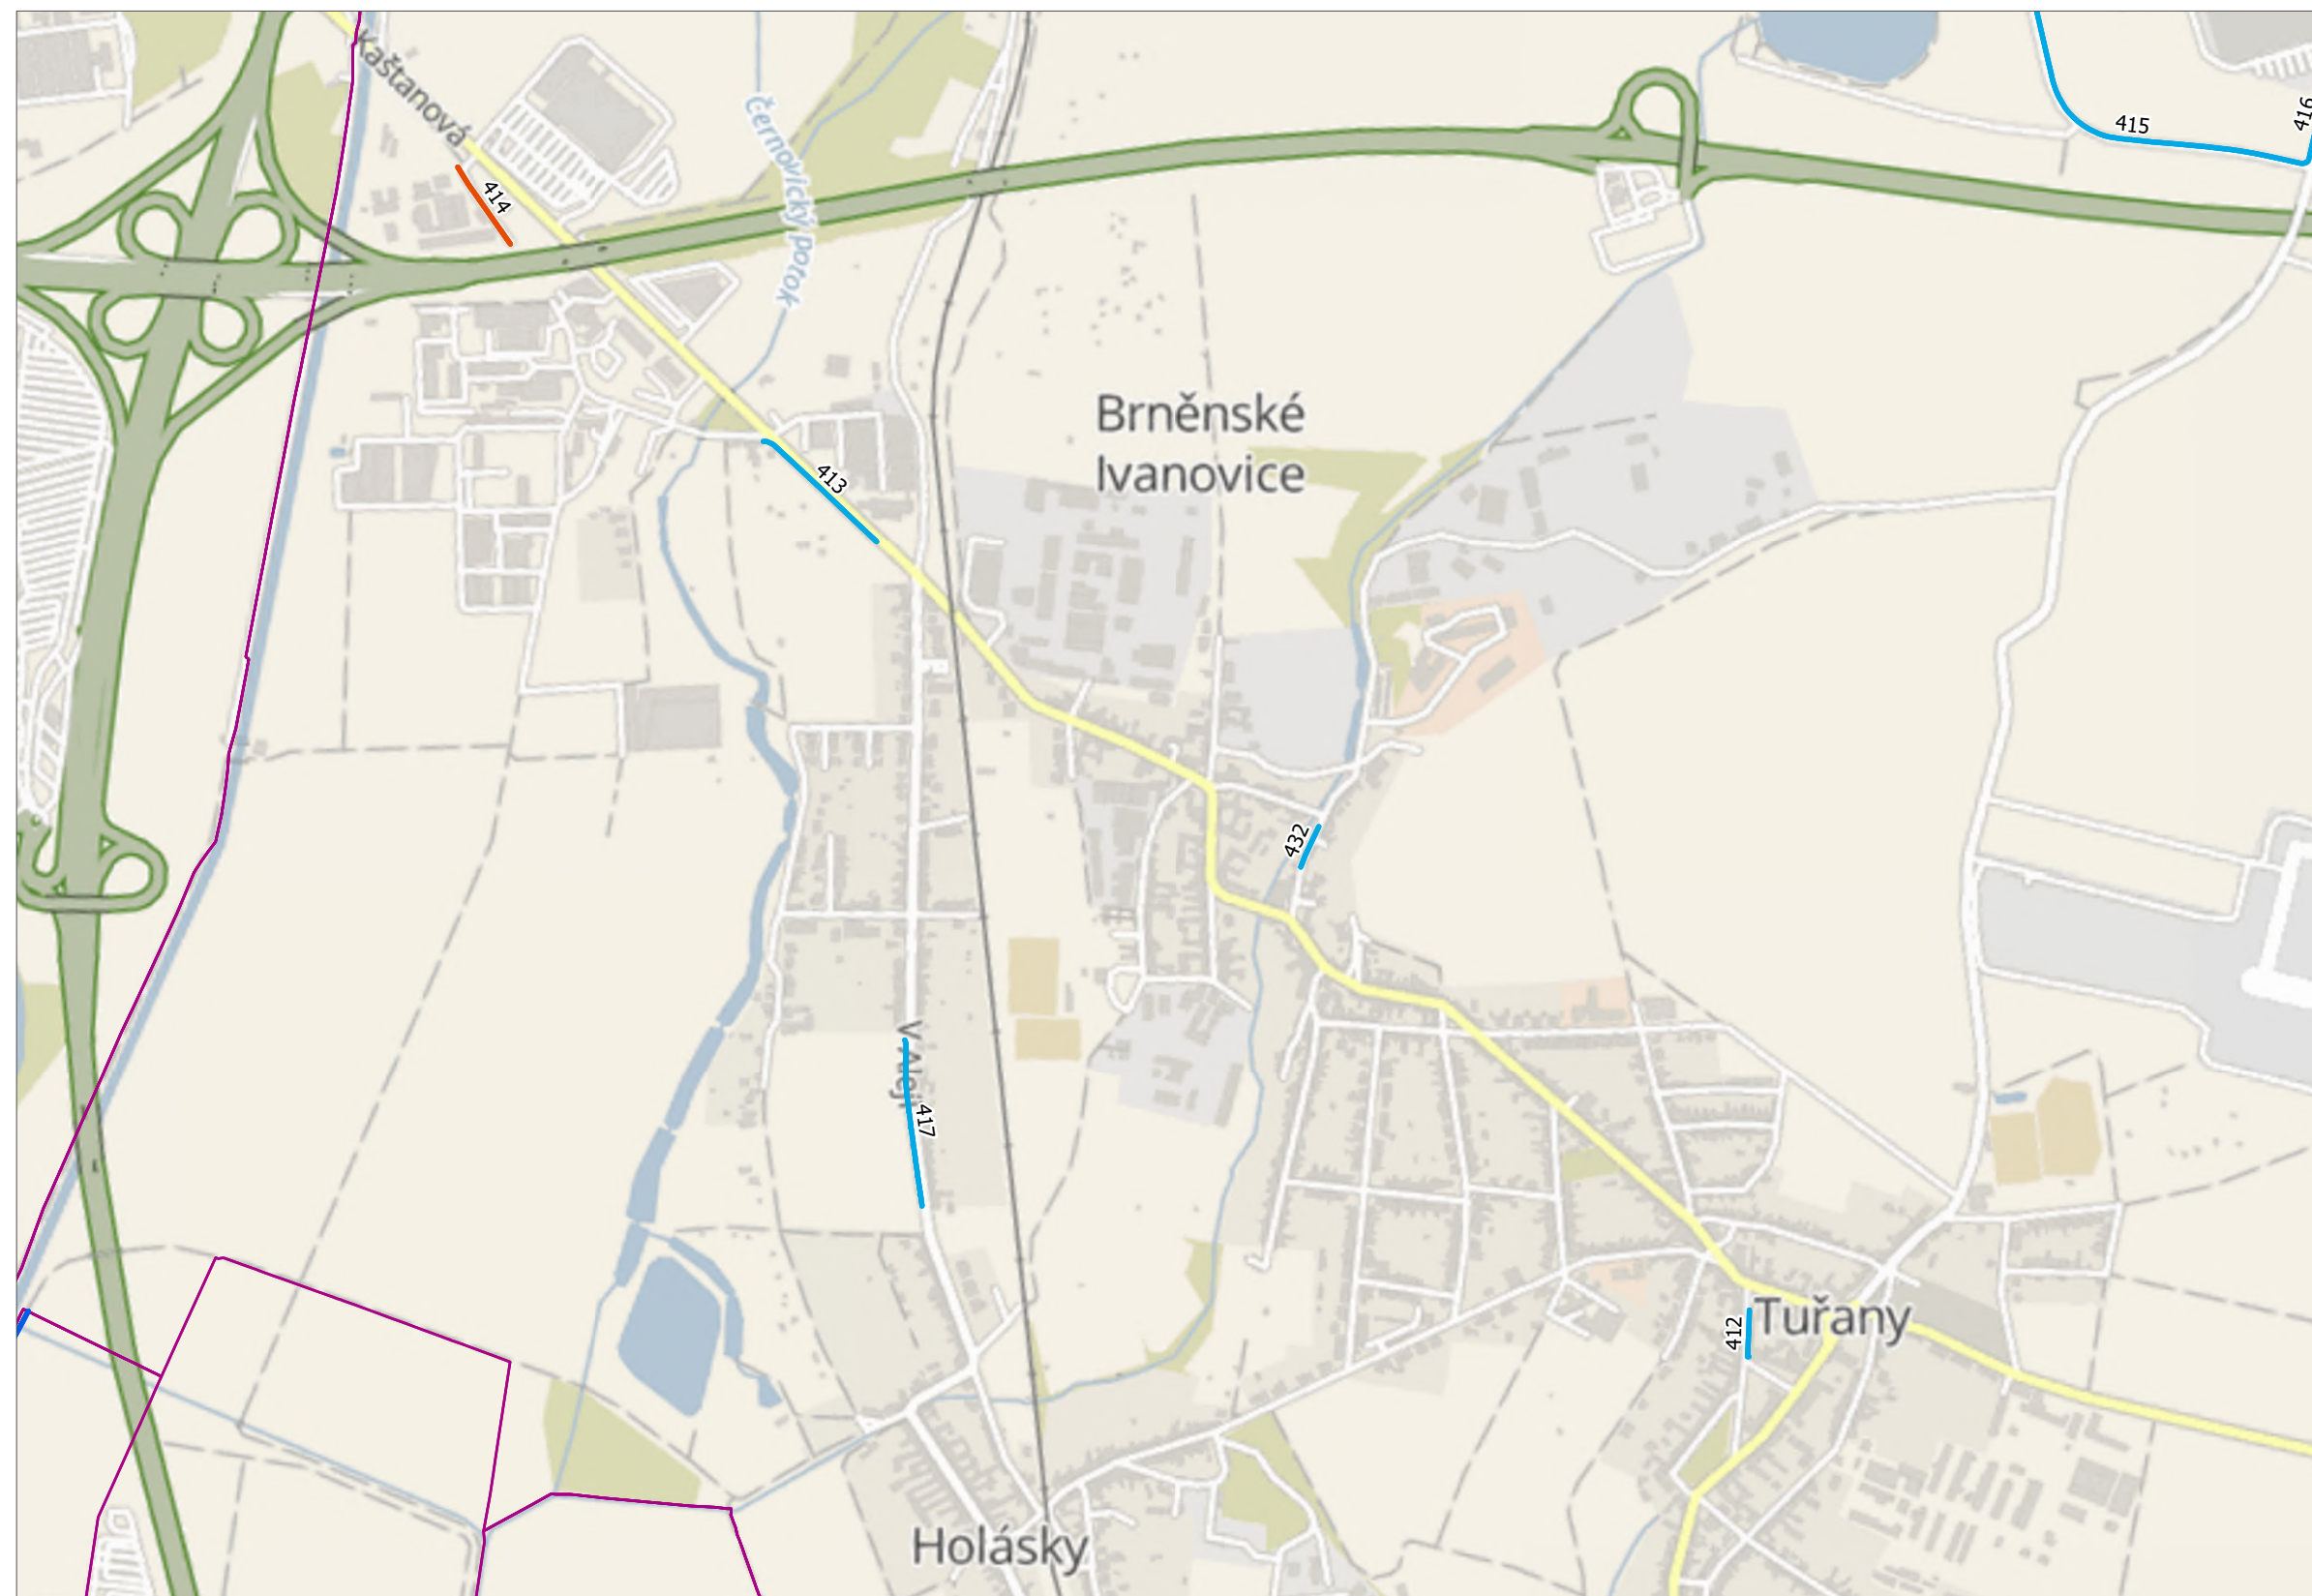 Kaštanová
Černovický potok
415
416
414
Brněnské
Ivanovice
413
432
V Aleji
417
Tuřany
412
Holásky